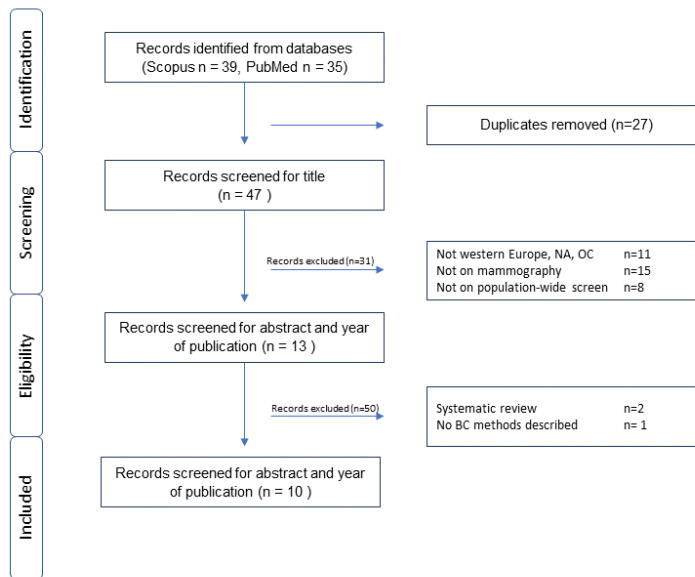 Identification
Records identified from databases
(Scopus n = 39, PubMed n = 35)
Duplicates removed (n=27)
Screening
Records screened for title
(n = 47 )
Records excluded (n=31)
Not western Europe, NA, OC n=11
Not on mammography n=15
Not on population-wide screen n=8
Eligibility
Records screened for abstract and year
of publication (n = 13 )
Records excluded (n=50)
Systematic review n=2
No BC methods described n= 1
Included
Records screened for abstract and year
of publication (n = 10 )